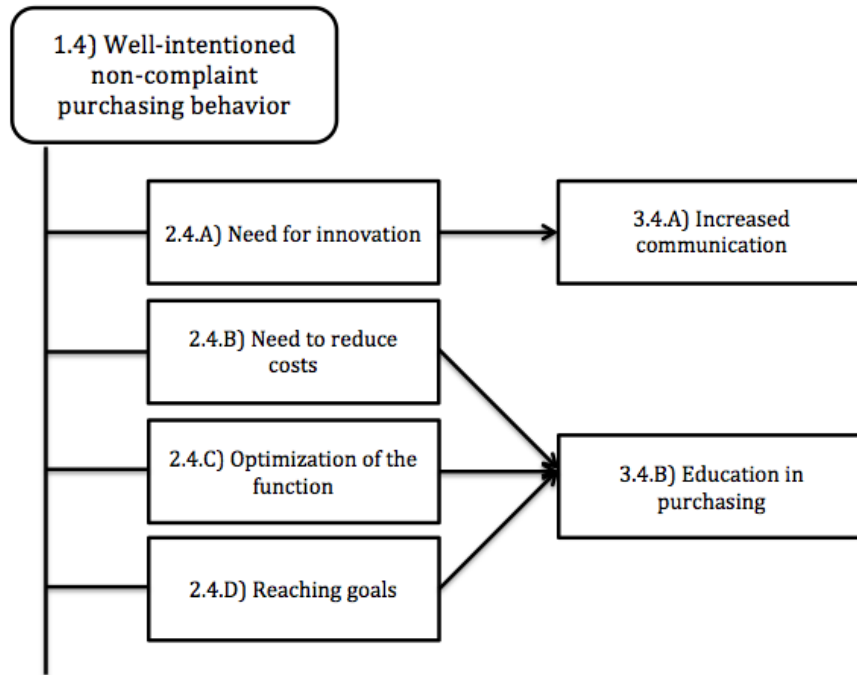 1.4) Well-intentioned
non-complaint
purchasing behavior
2.4.A) Need for innovation
3.4.A) Increased
communication
2.4.B) Need to reduce
costs
2.4.C) Optimization of the
function
3.4.B) Education in
purchasing
2.4.D) Reaching goals